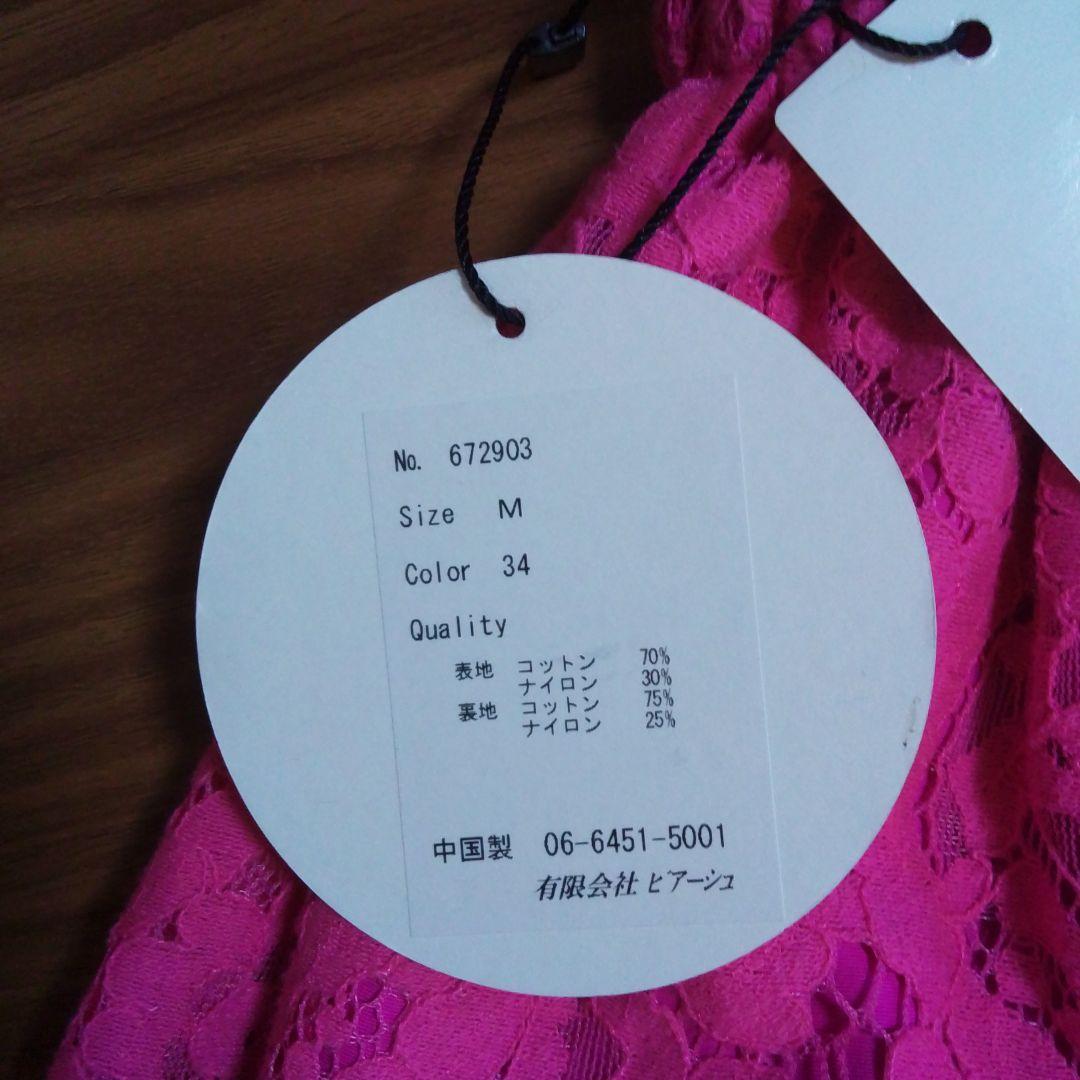 No. 672903
Size M
Color 34
Quality
表地 コットン 70%
ナイロン 30%
裏地 コットン 75%
ナイロン 25%
中国製 06-6451-5001
有限会社 ビアーシュ